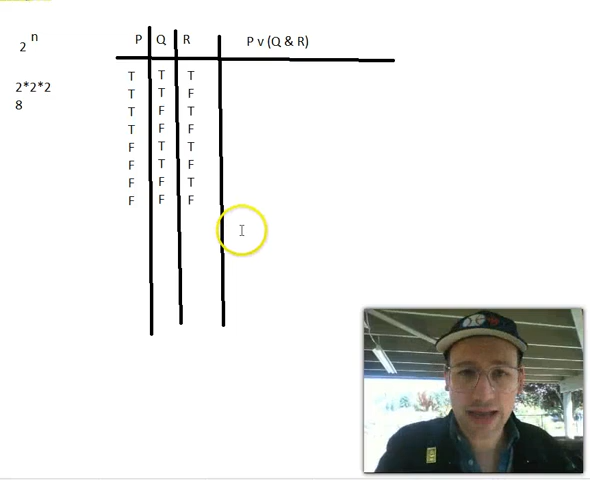 2 n
2*2*2
8
P Q R P v (Q & R)
T T T
T T F
T F T
T F F
F T T
F T F
F F T
F F F